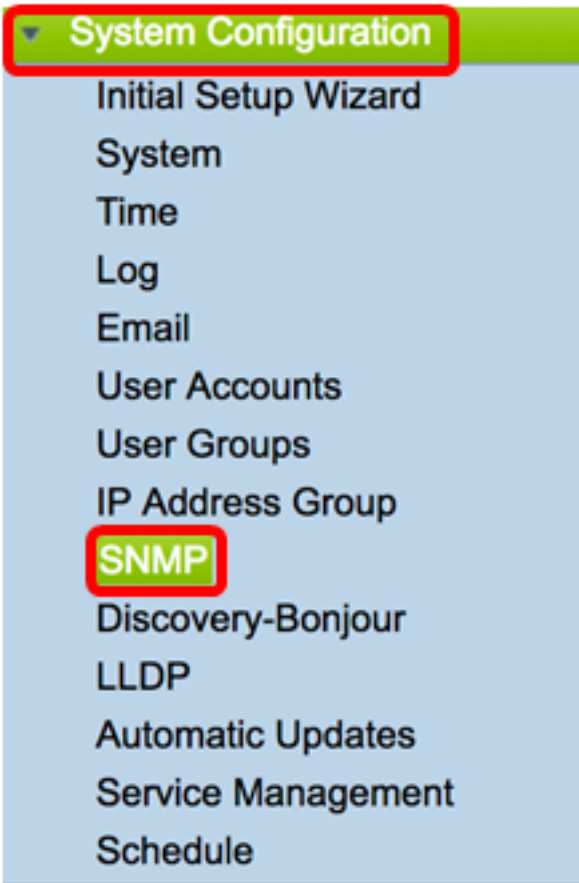 System Configuration
Initial Setup Wizard
System
Time
Log
Email
User Accounts
User Groups
IP Address Group
SNMP
Discovery-Bonjour
LLDP
Automatic Updates
Service Management
Schedule